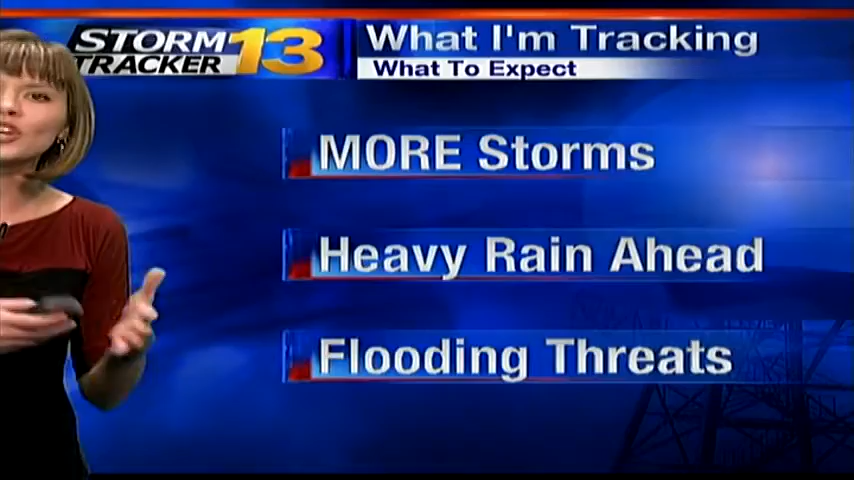 STORM
TRACKER 13
What I'm Tracking
What To Expect
MORE Storms
Heavy Rain Ahead
Flooding Threats